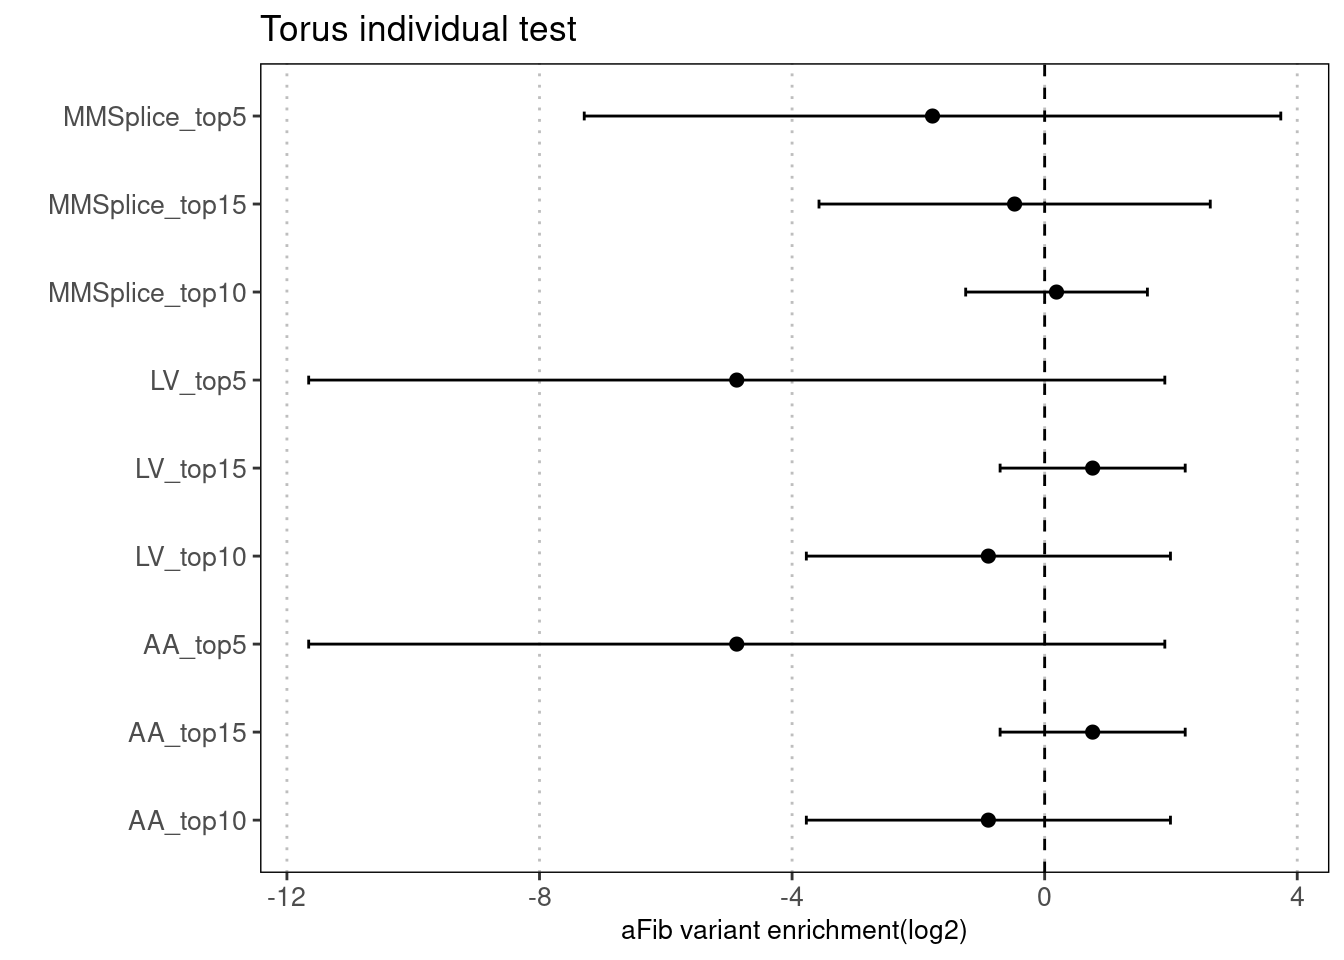 Torus individual test
MMSplice_top5
MMSplice_top15
MMSplice_top10
LV_top5
LV_top15
LV_top10
AA_top5
AA_top15
AA_top10
-12 -8 -4 0 4
aFib variant enrichment(log2)